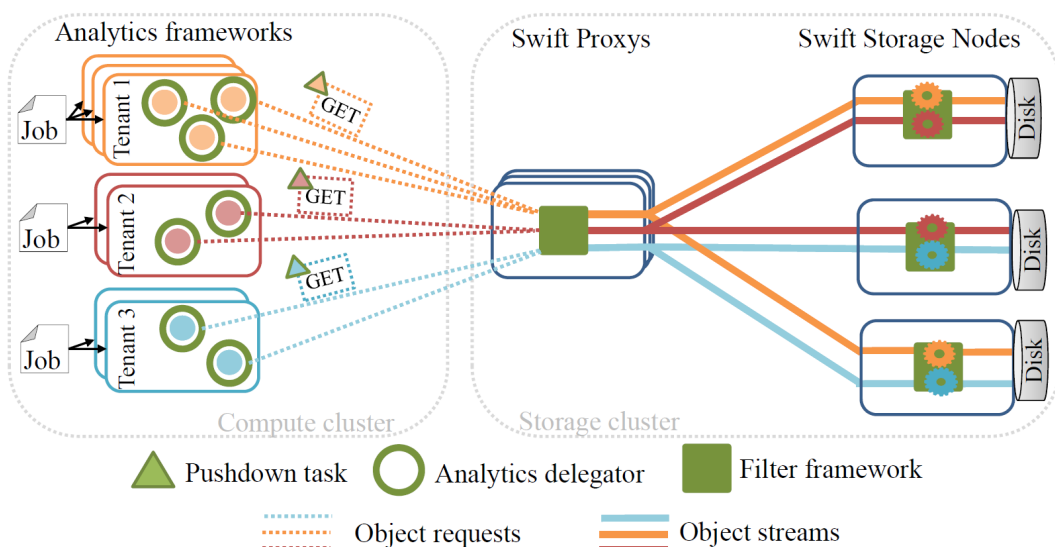 Analytics frameworks
Swift Proxys
Swift Storage Nodes
Job
Tenant 1
GET
Disk
Job
Tenant 2
GET
Disk
Job
Tenant 3
GET
Disk
Compute cluster
Storage cluster
Pushdown task
Analytics delegator
Filter framework
Object requests
Object streams